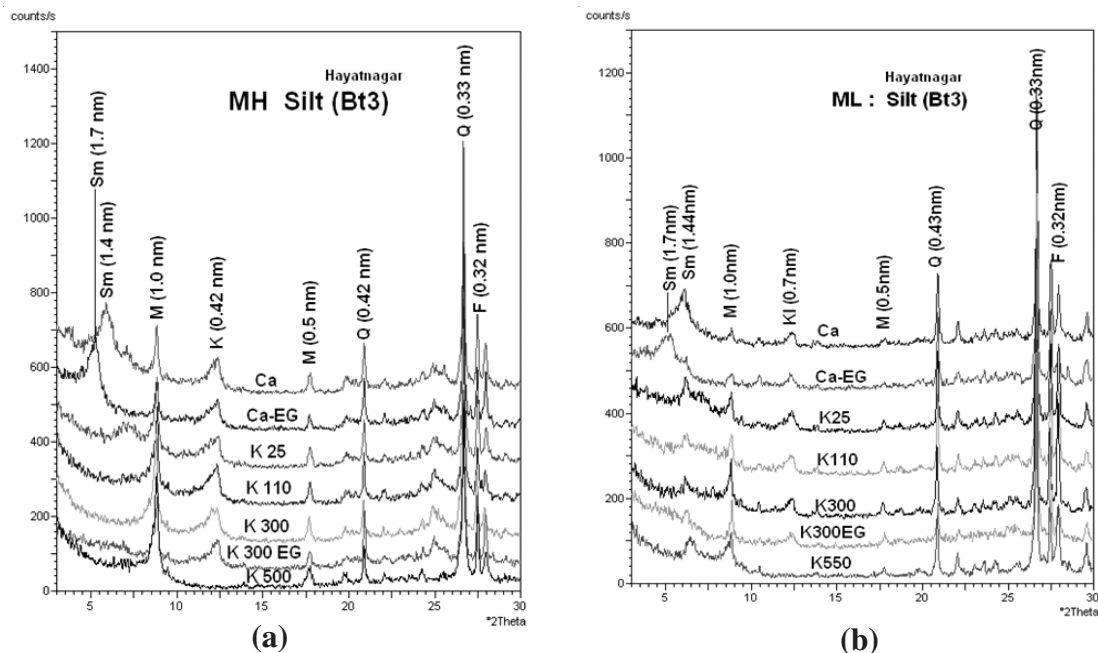 counts/s
1400
1200
1000
800
600
400
200
0
5
10
15
20
25
30
°2Theta
Hayatnagar
MH Silt (Bt3)
Sm (1.7 nm)
Sm (1.4 nm)
M (1.0 nm)
K (0.42 nm)
M (0.5 nm)
Q (0.42 nm)
Q (0.33 nm)
F (0.32 nm)
Ca
Ca-EG
K 25
K 110
K 300
K 300 EG
K 500
(a)
counts/s
1200
1000
800
600
400
200
0
5
10
15
20
25
30
°2Theta
Hayatnagar
ML : Silt (Bt3)
Sm (1.7nm)
Sm (1.44nm)
M (1.0nm)
Kl (0.7nm)
M (0.5nm)
Q (0.43nm)
Q (0.33nm)
F (0.32nm)
Ca
Ca-EG
K25
K110
K300
K300EG
K550
(b)